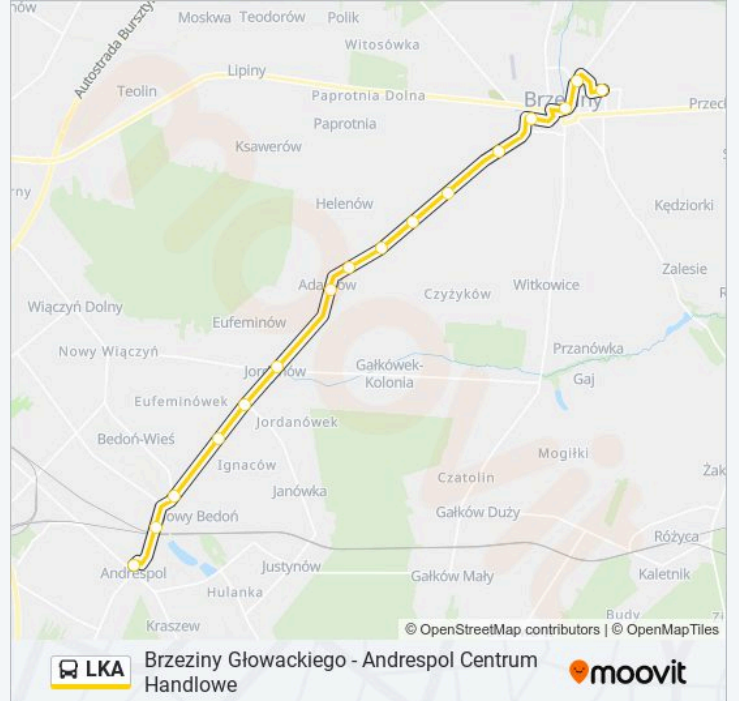 Moskwa
Teodorów
Polik
Witosówka
Autostrada Bursztyn
Lipiny
Teolin
Paprotnia Dolna
Brzeziny
Przec
Paprotnia
Ksawerów
Helenów
Kędziorki
Zalesie
Adamów
Witkowice
Czyżyków
Wiączyń Dolny
Eufeminów
Przanówka
Nowy Wiączyń
Jordanów
Gałkówek-
Kolonia
Gaj
Eufeminówek
Jordanówek
Bedoń-Wieś
Mogiłki
Ignaców
Czatolin
Żak
Janówka
Nowy Bedoń
Gałków Duży
Różyca
Andrespol
Justynów
Gałków Mały
Kaletnik
Hulanka
Budy
Kraszew
© OpenStreetMap contributors | © OpenMapTiles
LKA
Brzeziny Głowackiego - Andrespol Centrum
Handlowe
moovit